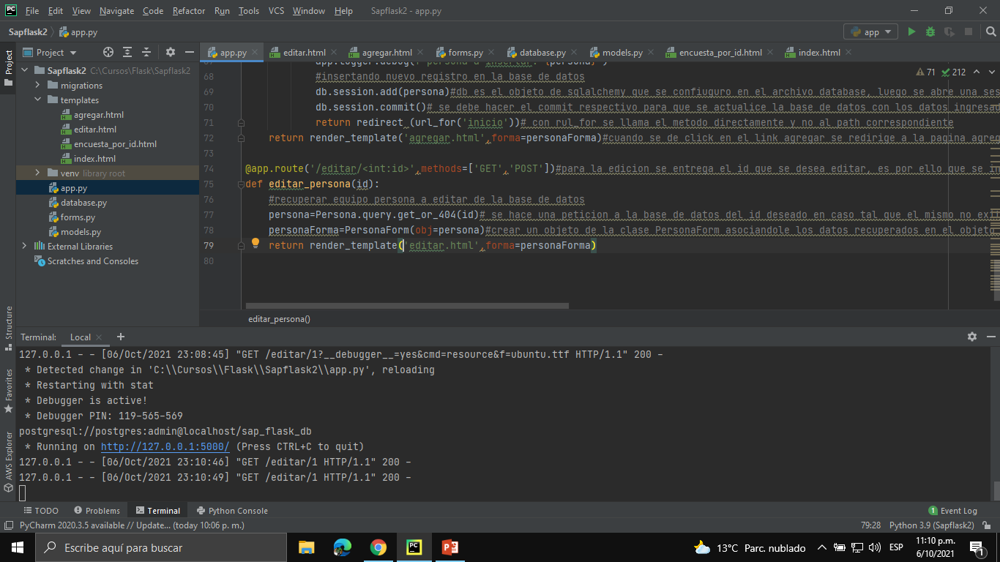 File Edit View Navigate Code Refactor Run Tools VCS Window Help Sapflask2 - app.py
Sapflask2 app.py app
Project app.py editar.html agregar.html forms.py database.py models.py encuesta_por_id.html index.html
Project
Sapflask2 C:\Cursos\Flask\Sapflask2
migrations
templates
agregar.html
editar.html
encuesta_por_id.html
index.html
venv library root
app.py
database.py
forms.py
models.py
External Libraries
Scratches and Consoles
71 212
68 #insertando nuevo registro en la base de datos
69 db.session.add(persona)#db es el objeto de sqlalchemy que se confiuguro en el archivo database, luego se abre una ses
70 db.session.commit()# se debe hacer el commit respectivo para que se actualice la base de datos con los datos ingresad
71 return redirect (url_for('inicio'))# con rul_for se llama el metodo directamente y no al path correspondiente
72 return render_template('agregar.html',forma=personaForma)#cuando se de click en el link agregar se redirige a la pagina agreg
73
74 @app.route('/editar/<int:id>',methods=['GET','POST'])#para la edicion se entrega el id que se desea editar, es por ello que se in
75 def editar_persona(id):
76 #recuperar equipo persona a editar de la base de datos
77 persona=Persona.query.get_or_404(id)# se hace una peticion a la base de datos del id deseado en caso tal que el mismo no exi
78 personaForma=PersonaForm(obj=persona)#crear un objeto de la clase PersonaForm asociandole los datos recuperados en el objeto
79 return render_template('editar.html',forma=personaForma)
80
editar_persona()
Structure
Favorites
AWS Explorer
Terminal: Local
127.0.0.1 - - [06/Oct/2021 23:08:45] "GET /editar/1?__debugger__=yes&cmd=resource&f=ubuntu.ttf HTTP/1.1" 200 -
* Detected change in 'C:\\Cursos\\Flask\\Sapflask2\\app.py', reloading
* Restarting with stat
* Debugger is active!
* Debugger PIN: 119-565-569
postgresql://postgres:admin@localhost/sap_flask_db
* Running on http://127.0.0.1:5000/ (Press CTRL+C to quit)
127.0.0.1 - - [06/Oct/2021 23:10:46] "GET /editar/1 HTTP/1.1" 200 -
127.0.0.1 - - [06/Oct/2021 23:10:49] "GET /editar/1 HTTP/1.1" 200 -
TODO Problems Terminal Python Console 1 Event Log
PyCharm 2020.3.5 available // Update... (today 10:06 p. m.) 79:28 Python 3.9 (Sapflask2)
Escribe aquí para buscar 13°C Parc. nublado ESP 11:10 p.m.
6/10/2021 1